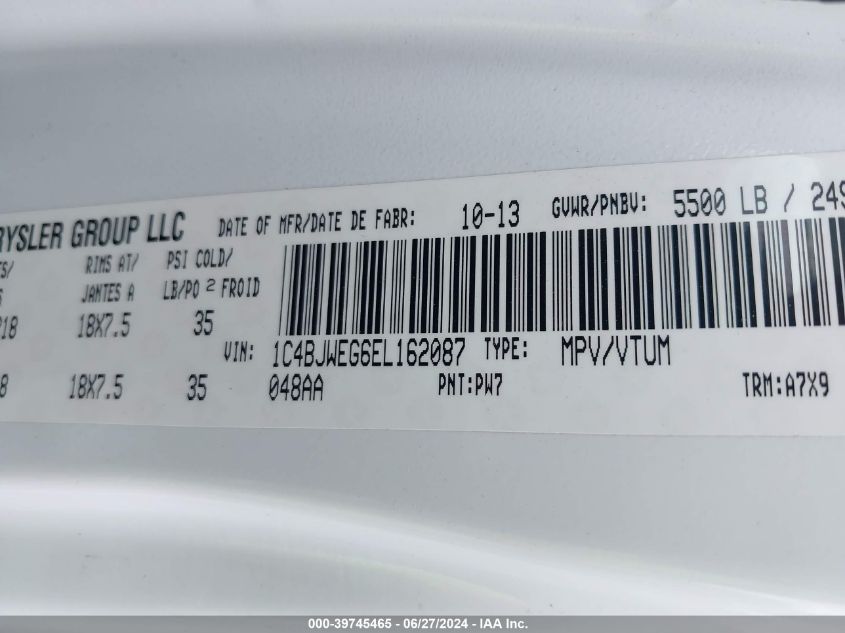 RYSLER GROUP LLC DATE OF MFR/DATE DE FABR: 10-13 GVWR/PNBV: 5500 LB / 249
RIMS AT/ PSI COLD/
JANTES A LB/PO 2 FROID
18X7.5 35
VIN: 1C4BJWEG6EL162087 TYPE: MPV/VTUM
18X7.5 35 048AA PNT:PW7 TRM:A7X9
000-39745465 - 06/27/2024 - IAA Inc.